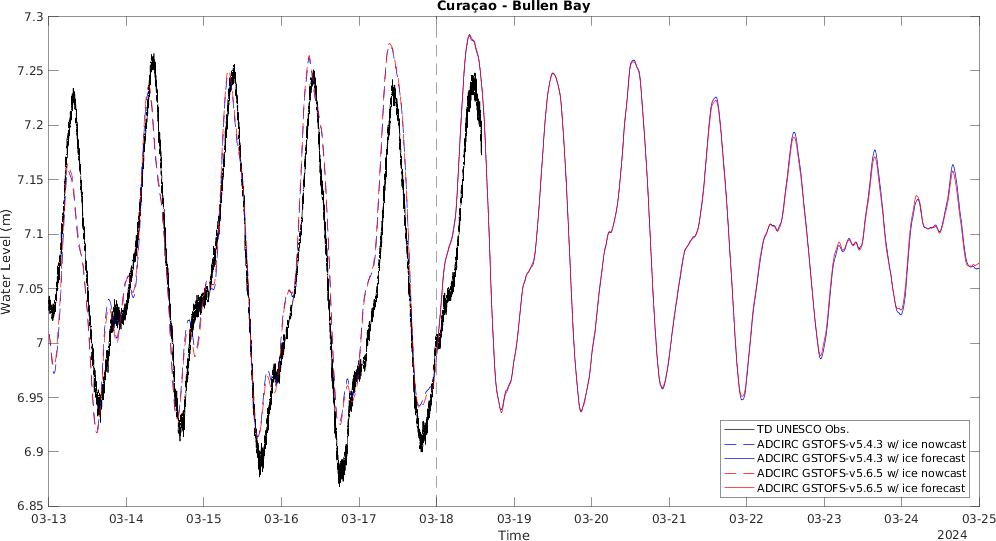 Curaçao - Bullen Bay
7.3
7.25
7.2
7.15
7.1
7.05
7
6.95
6.9
6.85
Water Level (m)
TD UNESCO Obs.
ADCIRC GSTOFS-v5.4.3 w/ ice nowcast
ADCIRC GSTOFS-v5.4.3 w/ ice forecast
ADCIRC GSTOFS-v5.6.5 w/ ice nowcast
ADCIRC GSTOFS-v5.6.5 w/ ice forecast
03-13 03-14 03-15 03-16 03-17 03-18 03-19 03-20 03-21 03-22 03-23 03-24 03-25
Time
2024